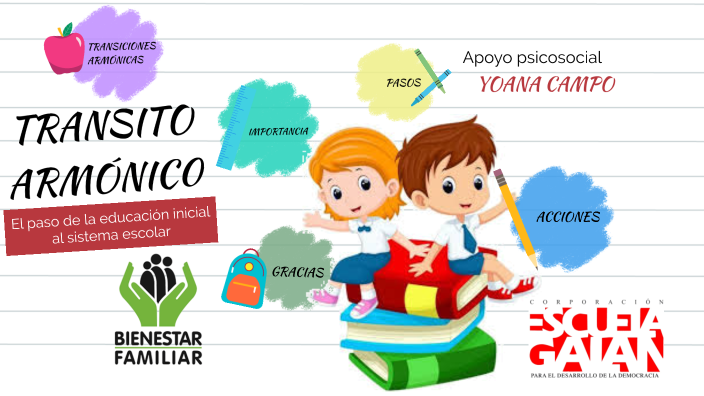 TRANSICIONES
ARMÓNICAS
TRANSITO
ARMÓNICO
El paso de la educación inicial
al sistema escolar
IMPORTANCIA
PASOS
Apoyo psicosocial
YOANA CAMPO
ACCIONES
GRACIAS
BIENESTAR
FAMILIAR
CORPORACIÓN
ESCUELA
GALÁN
PARA EL DESARROLLO DE LA DEMOCRACIA